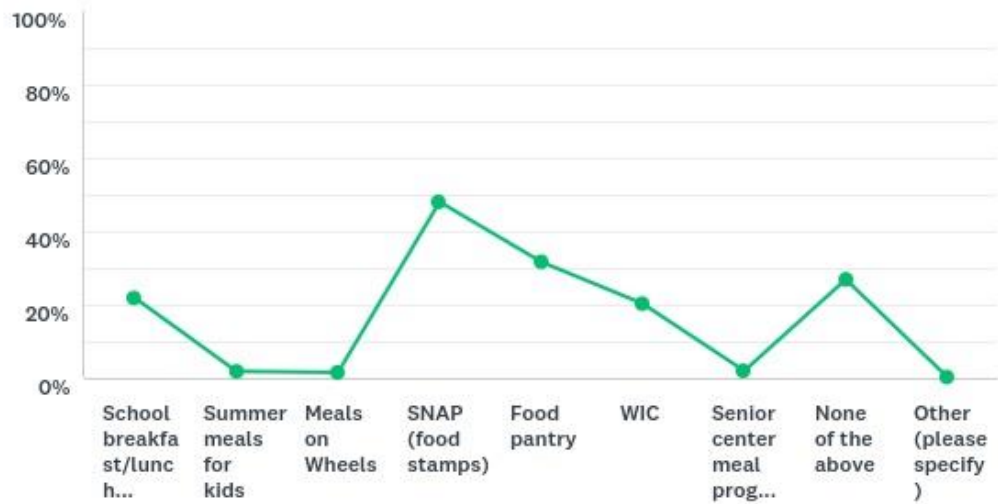 100%
80%
60%
40%
20%
0%
School
breakfa
st/lunc
h...
Summer
meals
for
kids
Meals
on
Wheels
SNAP
(food
stamps)
Food
pantry
WIC
Senior
center
meal
prog...
None
of the
above
Other
(please
specify
)